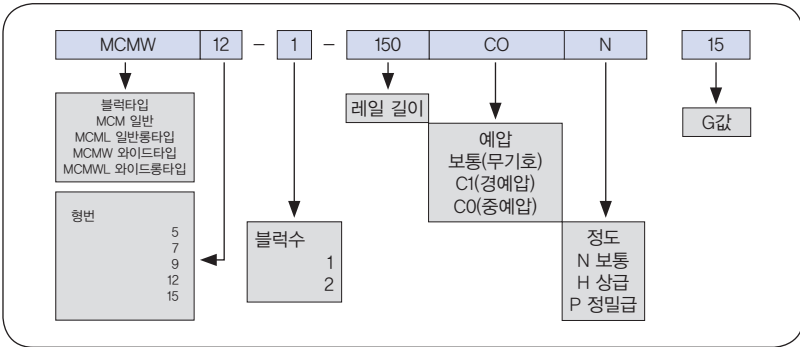 MCMW 12 - 1 - 150 CO N 15
블럭타입
MCM 일반
MCML 일반롱타입
MCMW 와이드타입
MCMWL 와이드롱타입
형번
5
7
9
12
15
블럭수
1
2
레일 길이
예압
보통(무기호)
C1(경예압)
C0(중예압)
정도
N 보통
H 상급
P 정밀급
G값